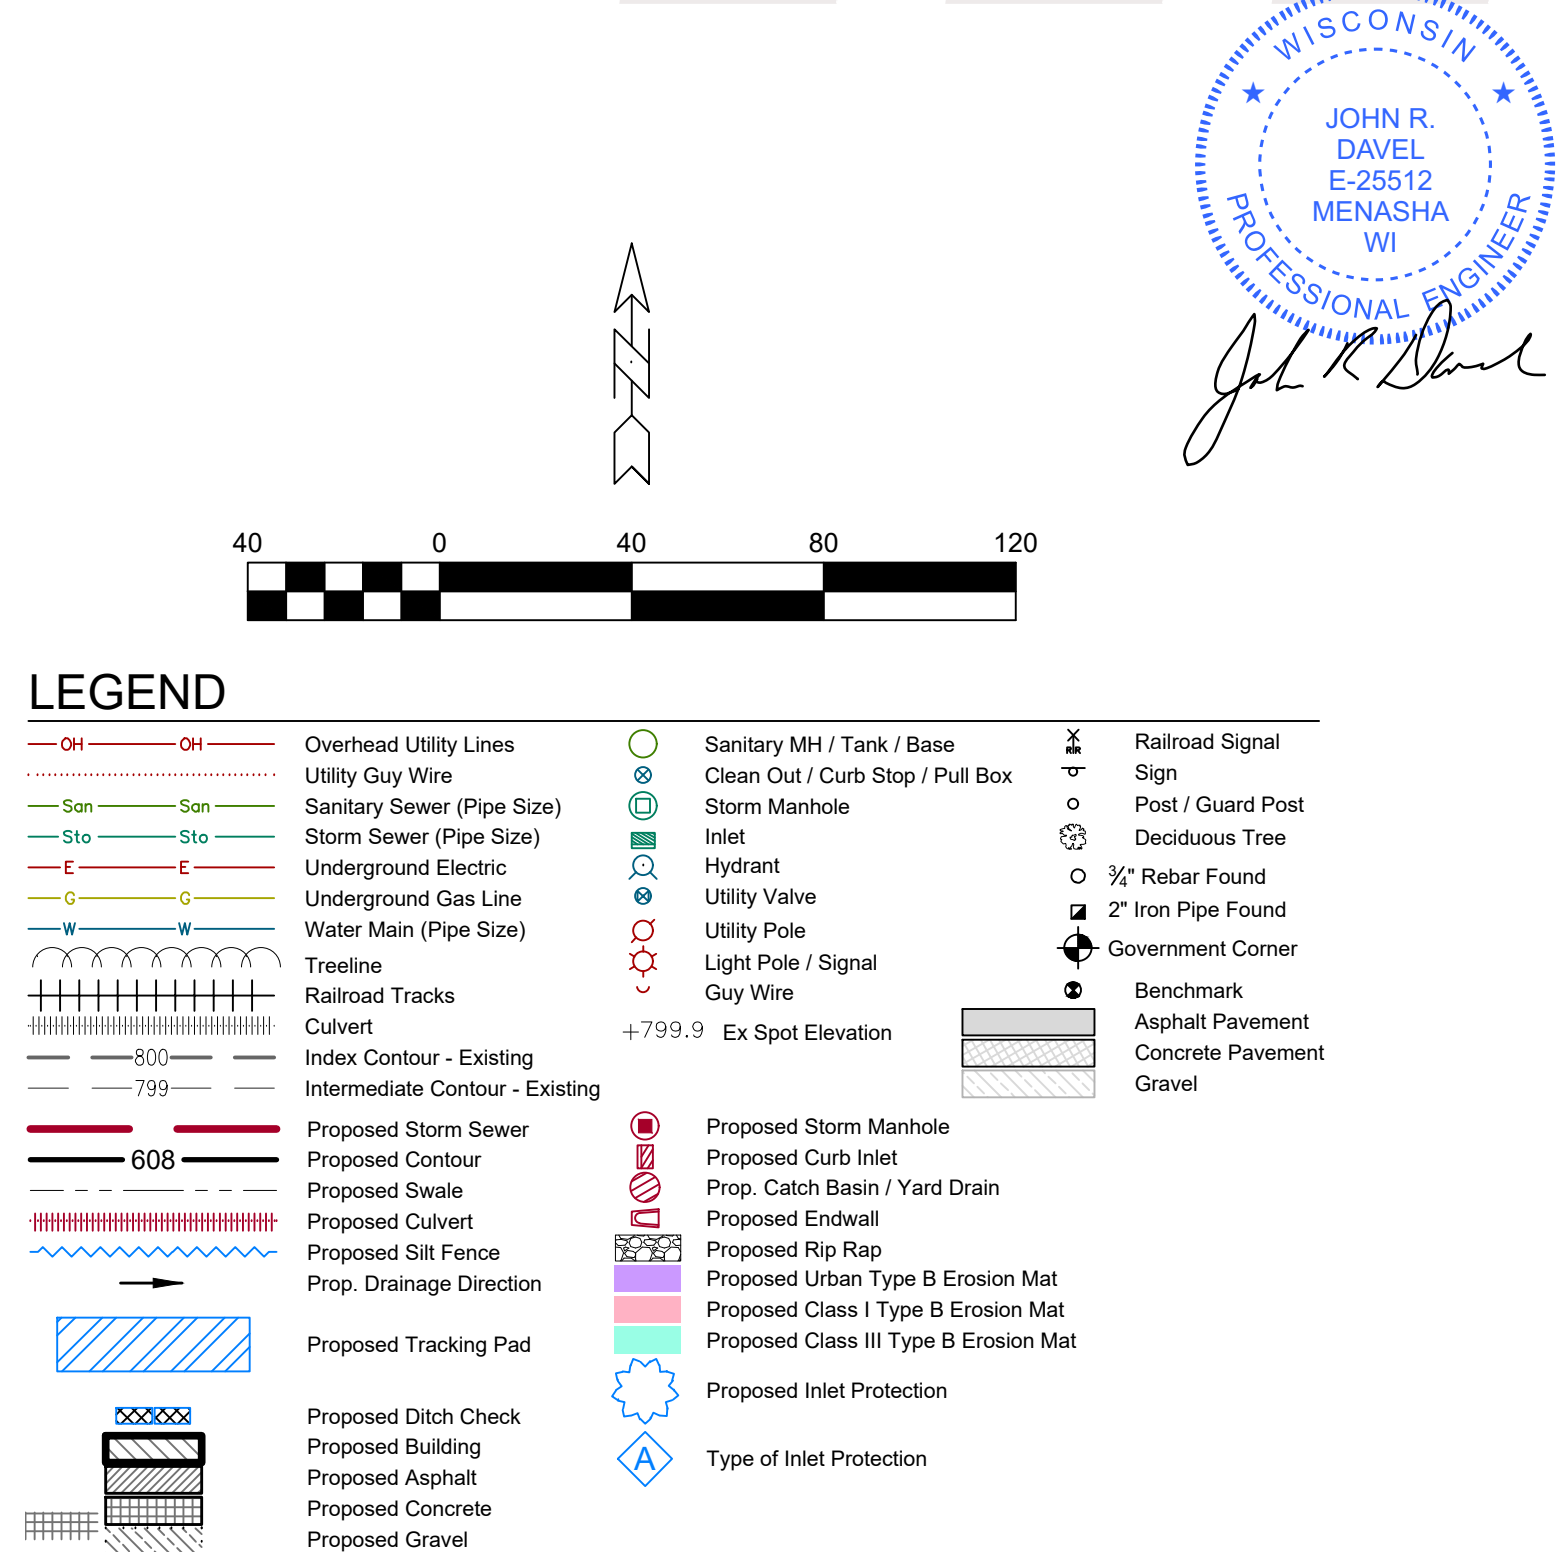 WISCONSIN
JOHN R.
DAVEL
E-25512
MENASHA
WI
PROFESSIONAL ENGINEER
John R Davel
N
40 0 40 80 120
LEGEND
OH OH Overhead Utility Lines
Utility Guy Wire
San San Sanitary Sewer (Pipe Size)
Sto Sto Storm Sewer (Pipe Size)
E E Underground Electric
G G Underground Gas Line
W W Water Main (Pipe Size)
Treeline
Railroad Tracks
Culvert
800 Index Contour - Existing
799 Intermediate Contour - Existing
Proposed Storm Sewer
608 Proposed Contour
Proposed Swale
Proposed Culvert
Proposed Silt Fence
Prop. Drainage Direction
Proposed Tracking Pad
Proposed Ditch Check
Proposed Building
Proposed Asphalt
Proposed Concrete
Proposed Gravel
Sanitary MH / Tank / Base
Clean Out / Curb Stop / Pull Box
Storm Manhole
Inlet
Hydrant
Utility Valve
Utility Pole
Light Pole / Signal
Guy Wire
+799.9 Ex Spot Elevation
Proposed Storm Manhole
Proposed Curb Inlet
Prop. Catch Basin / Yard Drain
Proposed Endwall
Proposed Rip Rap
Proposed Urban Type B Erosion Mat
Proposed Class I Type B Erosion Mat
Proposed Class III Type B Erosion Mat
Proposed Inlet Protection
A Type of Inlet Protection
RR Railroad Signal
Sign
Post / Guard Post
Deciduous Tree
¾" Rebar Found
2" Iron Pipe Found
Government Corner
Benchmark
Asphalt Pavement
Concrete Pavement
Gravel